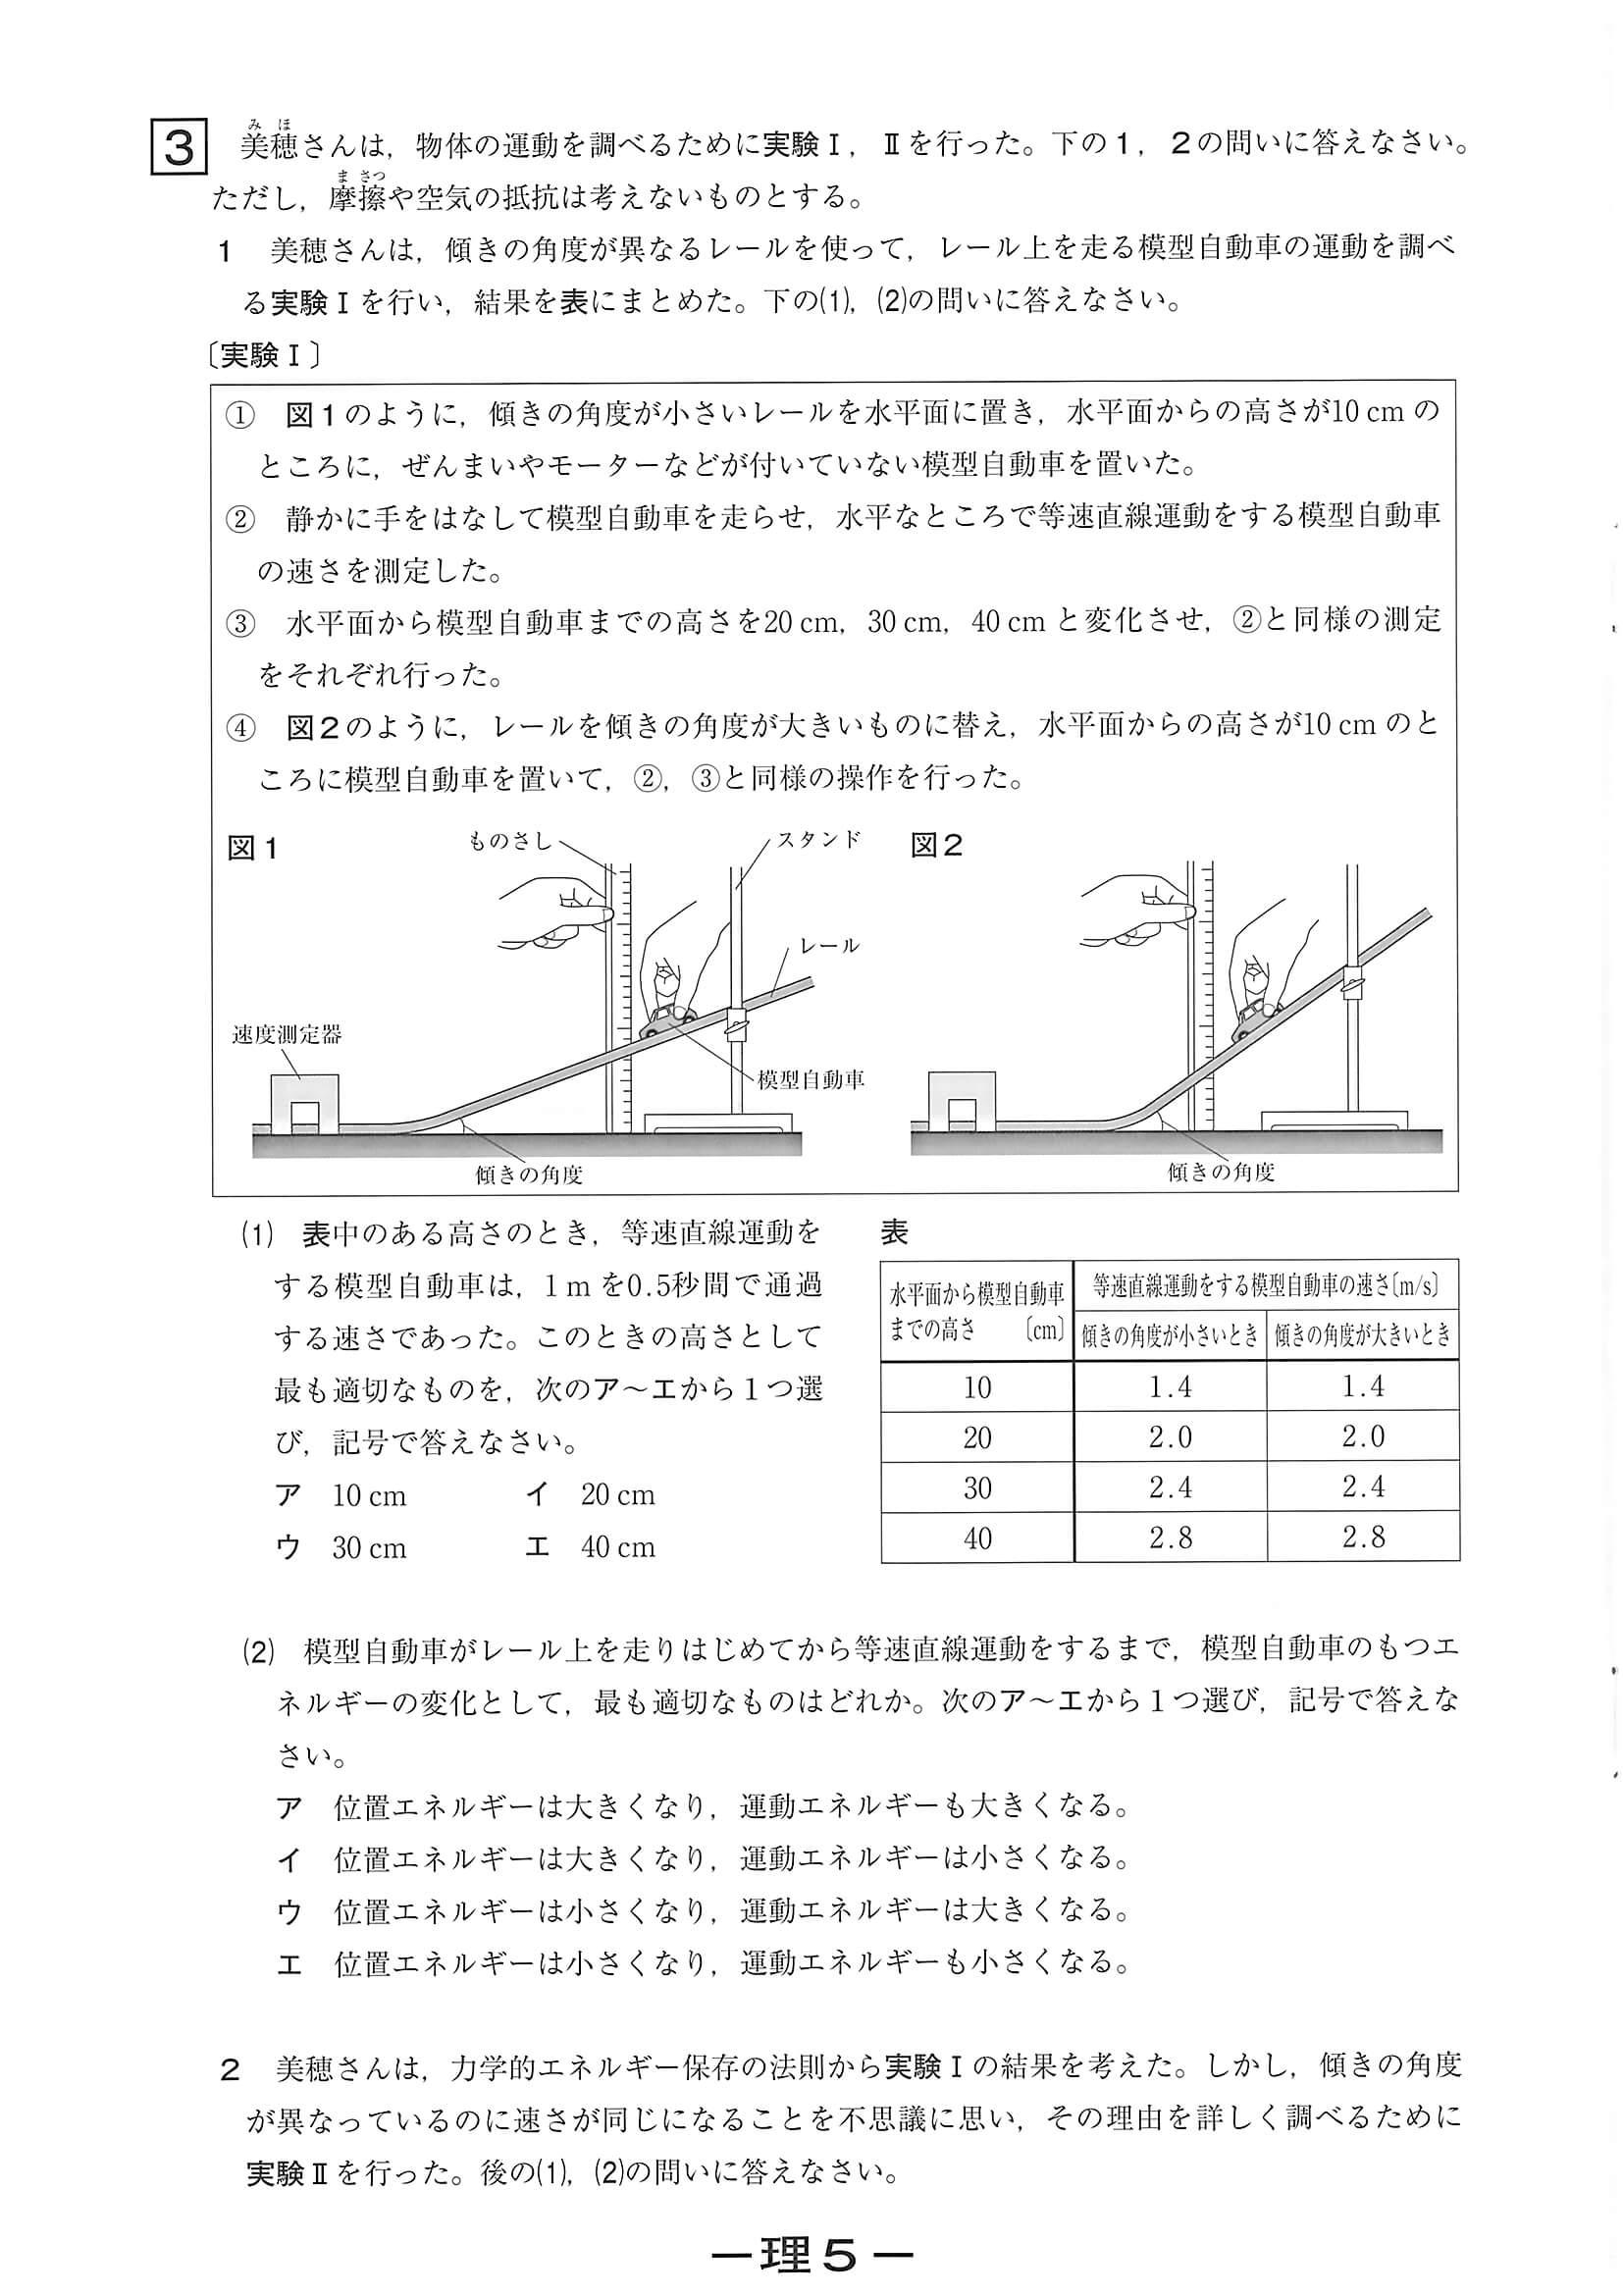 3 美穂さんは，物体の運動を調べるために実験Ⅰ，Ⅱを行った。下の1，2の問いに答えなさい。
ただし，摩擦や空気の抵抗は考えないものとする。
1 美穂さんは，傾きの角度が異なるレールを使って，レール上を走る模型自動車の運動を調べ
る実験Ⅰを行い，結果を表にまとめた。下の(1)，(2)の問いに答えなさい。
〔実験Ⅰ〕
① 図1のように，傾きの角度が小さいレールを水平面に置き，水平面からの高さが10 cm の
ところに，ぜんまいやモーターなどが付いていない模型自動車を置いた。
② 静かに手をはなして模型自動車を走らせ，水平なところで等速直線運動をする模型自動車
の速さを測定した。
③ 水平面から模型自動車までの高さを20 cm，30 cm，40 cm と変化させ，②と同様の測定
をそれぞれ行った。
④ 図2のように，レールを傾きの角度が大きいものに替え，水平面からの高さが10 cm のと
ころに模型自動車を置いて，②，③と同様の操作を行った。
図1 ものさし スタンド 図2
レール
速度測定器
模型自動車
傾きの角度 傾きの角度
(1) 表中のある高さのとき，等速直線運動を
する模型自動車は，1 m を0.5秒間で通過
する速さであった。このときの高さとして
最も適切なものを，次のア～エから1つ選
び，記号で答えなさい。
ア 10 cm イ 20 cm
ウ 30 cm エ 40 cm
表
水平面から模型自動車までの高さ 〔cm〕 等速直線運動をする模型自動車の速さ〔m/s〕
傾きの角度が小さいとき 傾きの角度が大きいとき
10 1.4 1.4
20 2.0 2.0
30 2.4 2.4
40 2.8 2.8
(2) 模型自動車がレール上を走りはじめてから等速直線運動をするまで，模型自動車のもつエ
ネルギーの変化として，最も適切なものはどれか。次のア～エから1つ選び，記号で答えな
さい。
ア 位置エネルギーは大きくなり，運動エネルギーも大きくなる。
イ 位置エネルギーは大きくなり，運動エネルギーは小さくなる。
ウ 位置エネルギーは小さくなり，運動エネルギーは大きくなる。
エ 位置エネルギーは小さくなり，運動エネルギーも小さくなる。
2 美穂さんは，力学的エネルギー保存の法則から実験Ⅰの結果を考えた。しかし，傾きの角度
が異なっているのに速さが同じになることを不思議に思い，その理由を詳しく調べるために
実験Ⅱを行った。後の(1)，(2)の問いに答えなさい。
—理5—